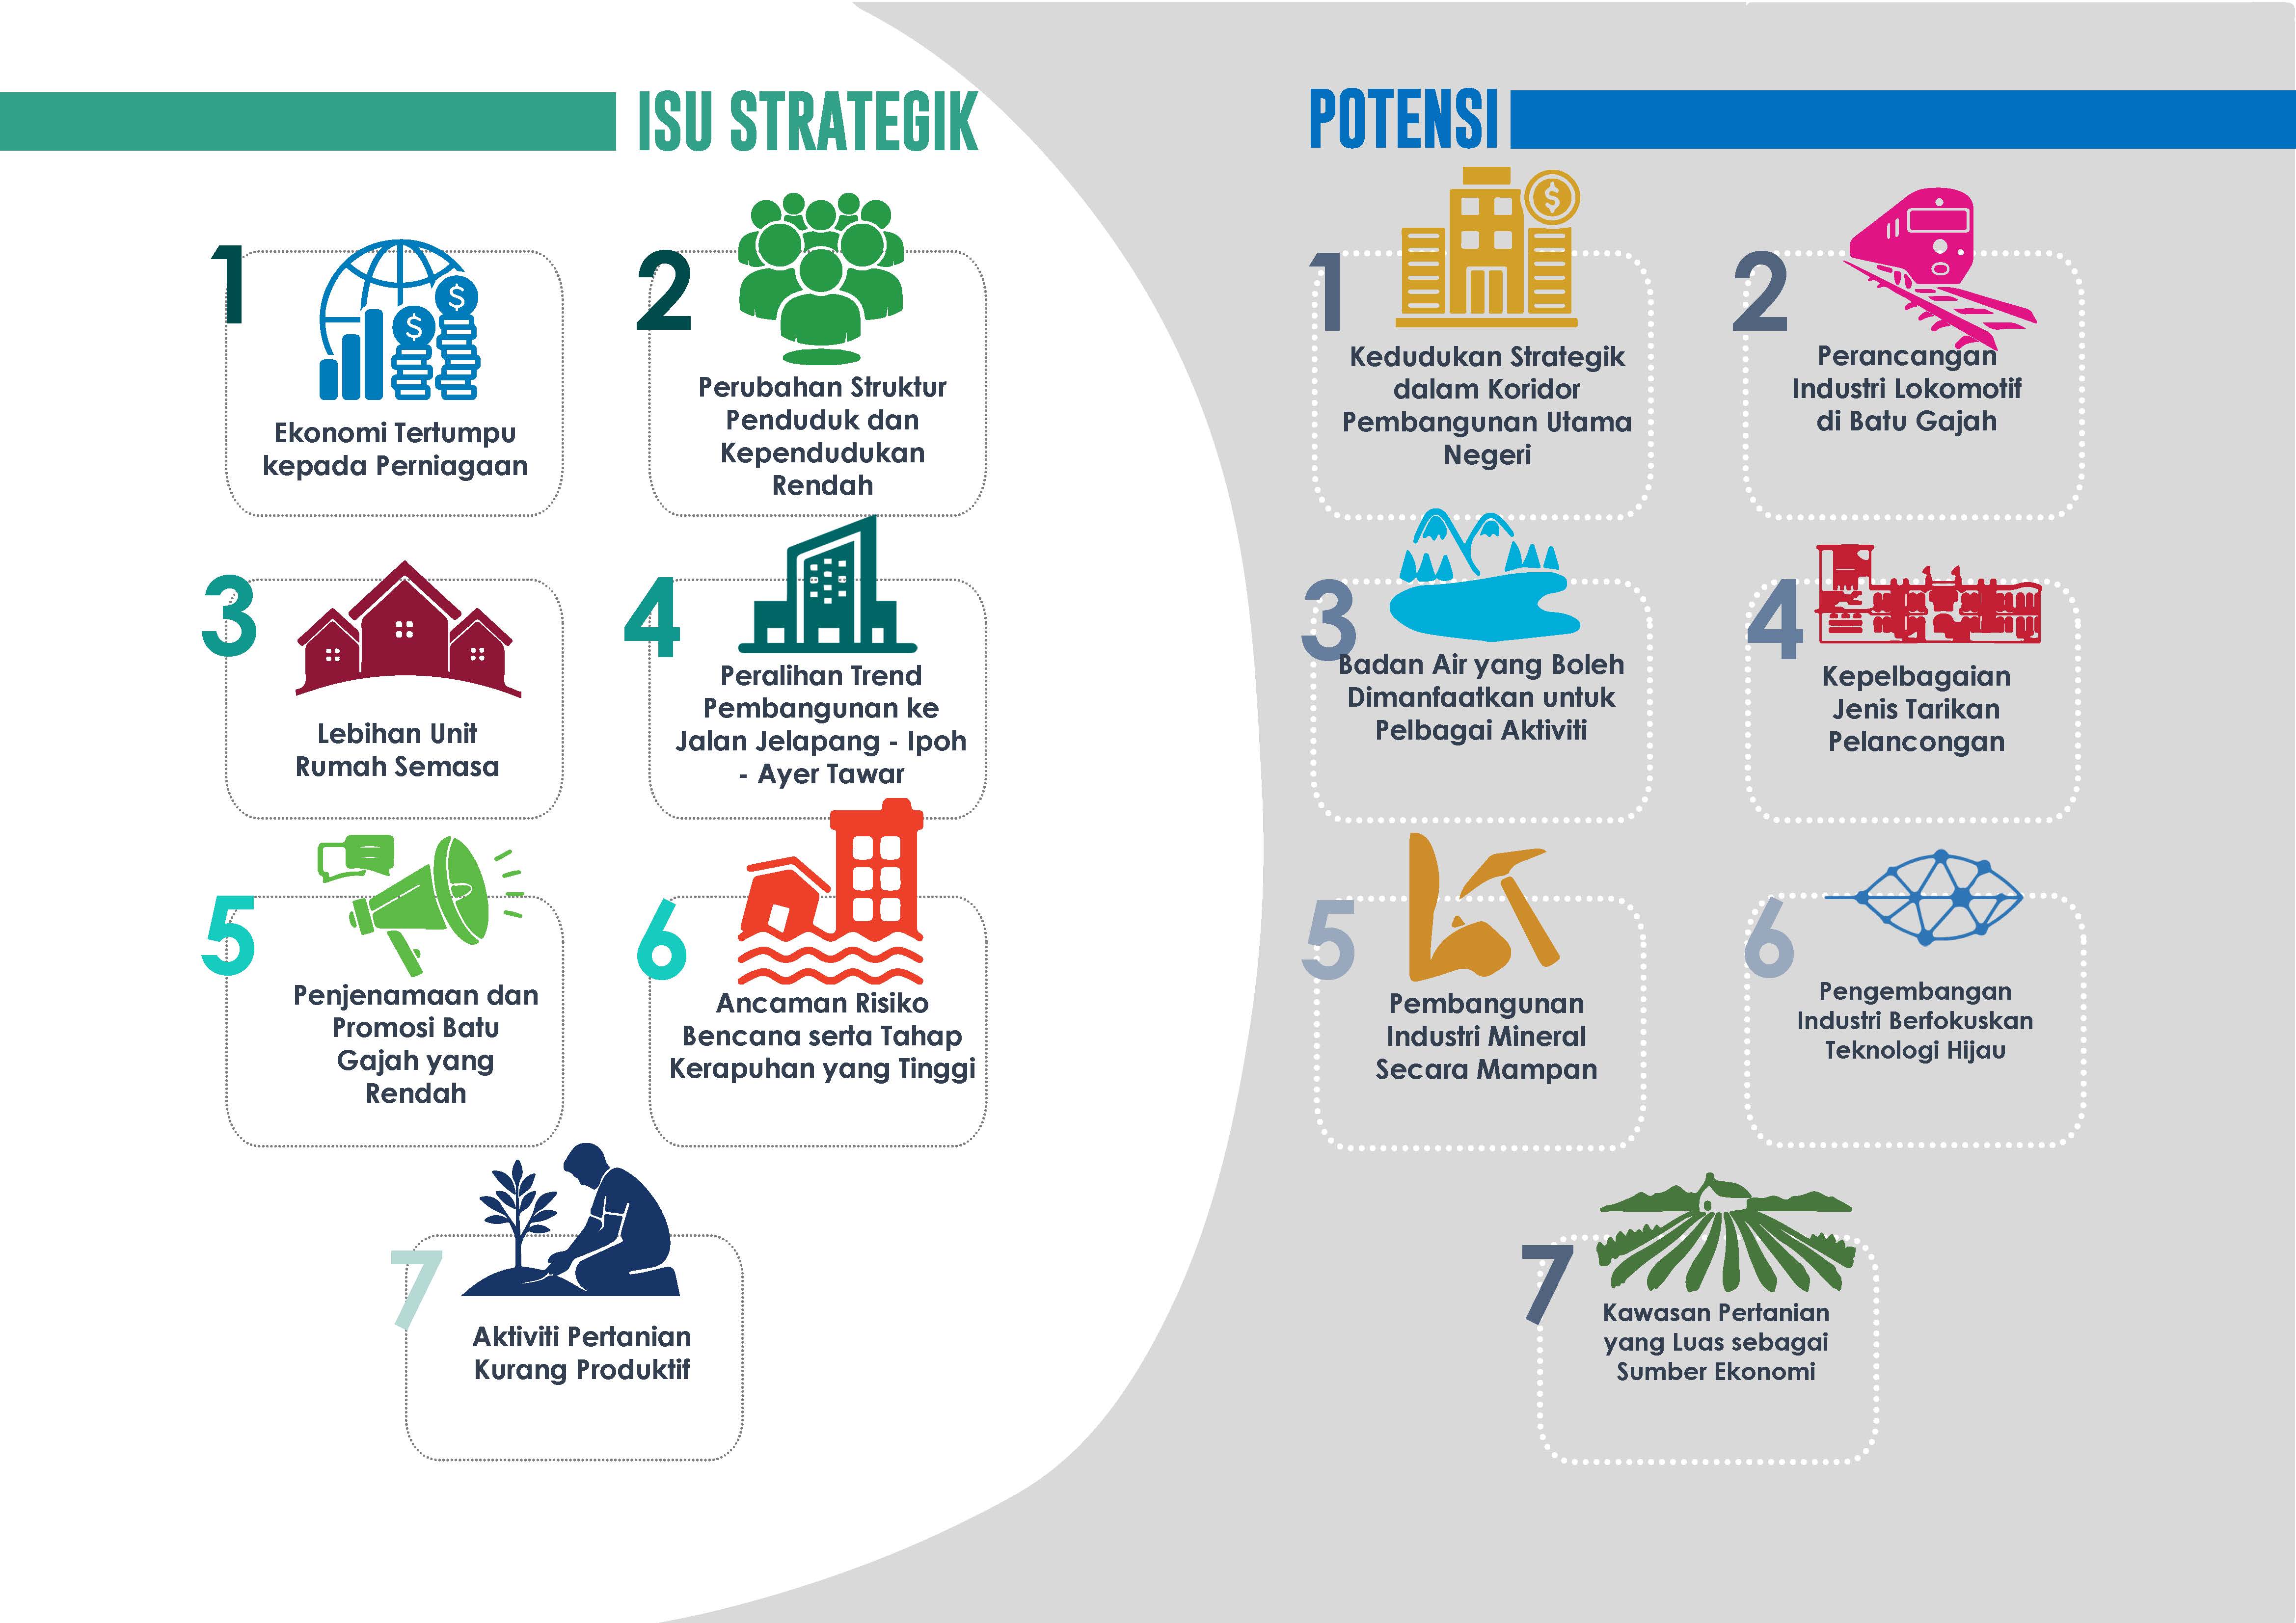 ISU STRATEGIK
1
Ekonomi Tertumpu
kepada Perniagaan
2
Perubahan Struktur
Penduduk dan
Kependudukan
Rendah
3
Lebihan Unit
Rumah Semasa
4
Peralihan Trend
Pembangunan ke
Jalan Jelapang - Ipoh
- Ayer Tawar
5
Penjenamaan dan
Promosi Batu
Gajah yang
Rendah
6
Ancaman Risiko
Bencana serta Tahap
Kerapuhan yang Tinggi
7
Aktiviti Pertanian
Kurang Produktif
POTENSI
1
Kedudukan Strategik
dalam Koridor
Pembangunan Utama
Negeri
2
Perancangan
Industri Lokomotif
di Batu Gajah
3
Badan Air yang Boleh
Dimanfaatkan untuk
Pelbagai Aktiviti
4
Kepelbagaian
Jenis Tarikan
Pelancongan
5
Pembangunan
Industri Mineral
Secara Mampan
6
Pengembangan
Industri Berfokuskan
Teknologi Hijau
7
Kawasan Pertanian
yang Luas sebagai
Sumber Ekonomi